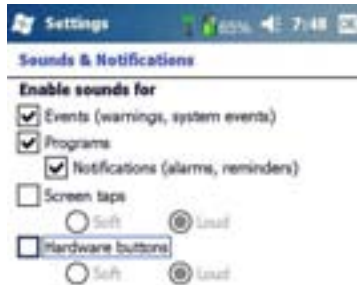 Settings 7:48
Sounds & Notifications
Enable sounds for
Events (warnings, system events)
Programs
Notifications (alarms, reminders)
Screen taps
Soft Loud
Hardware buttons
Soft Loud